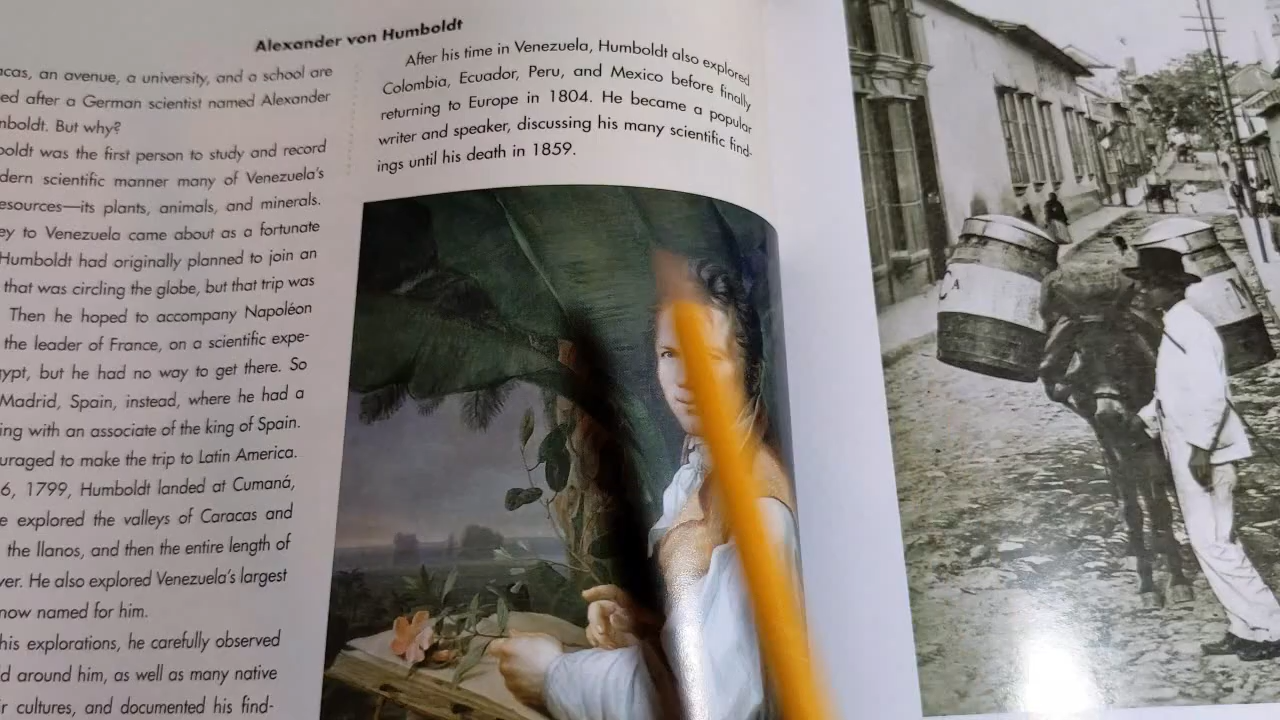 Alexander von Humboldt
acas, an avenue, a university, and a school are
ed after a German scientist named Alexander
mboldt. But why?
boldt was the first person to study and record
dern scientific manner many of Venezuela's
esources—its plants, animals, and minerals.
ey to Venezuela came about as a fortunate
Humboldt had originally planned to join an
that was circling the globe, but that trip was
Then he hoped to accompany Napoléon
the leader of France, on a scientific expe-
gypt, but he had no way to get there. So
Madrid, Spain, instead, where he had a
ing with an associate of the king of Spain.
uraged to make the trip to Latin America.
6, 1799, Humboldt landed at Cumaná,
e explored the valleys of Caracas and
the llanos, and then the entire length of
ver. He also explored Venezuela's largest
now named for him.
his explorations, he carefully observed
d around him, as well as many native
ir cultures, and documented his find-
After his time in Venezuela, Humboldt also explored
Colombia, Ecuador, Peru, and Mexico before finally
returning to Europe in 1804. He became a popular
writer and speaker, discussing his many scientific find-
ings until his death in 1859.
A